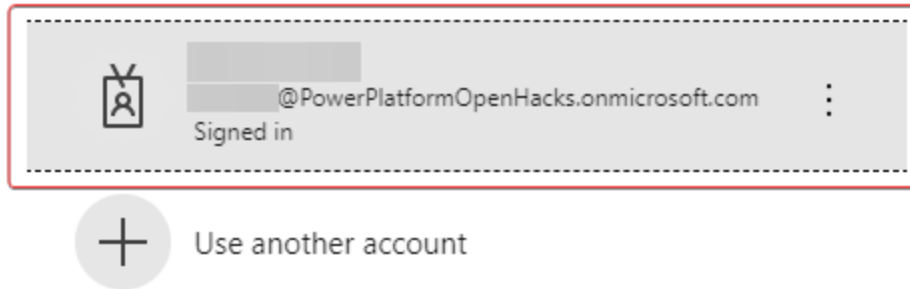 @PowerPlatformOpenHacks.onmicrosoft.com
Signed in
Use another account